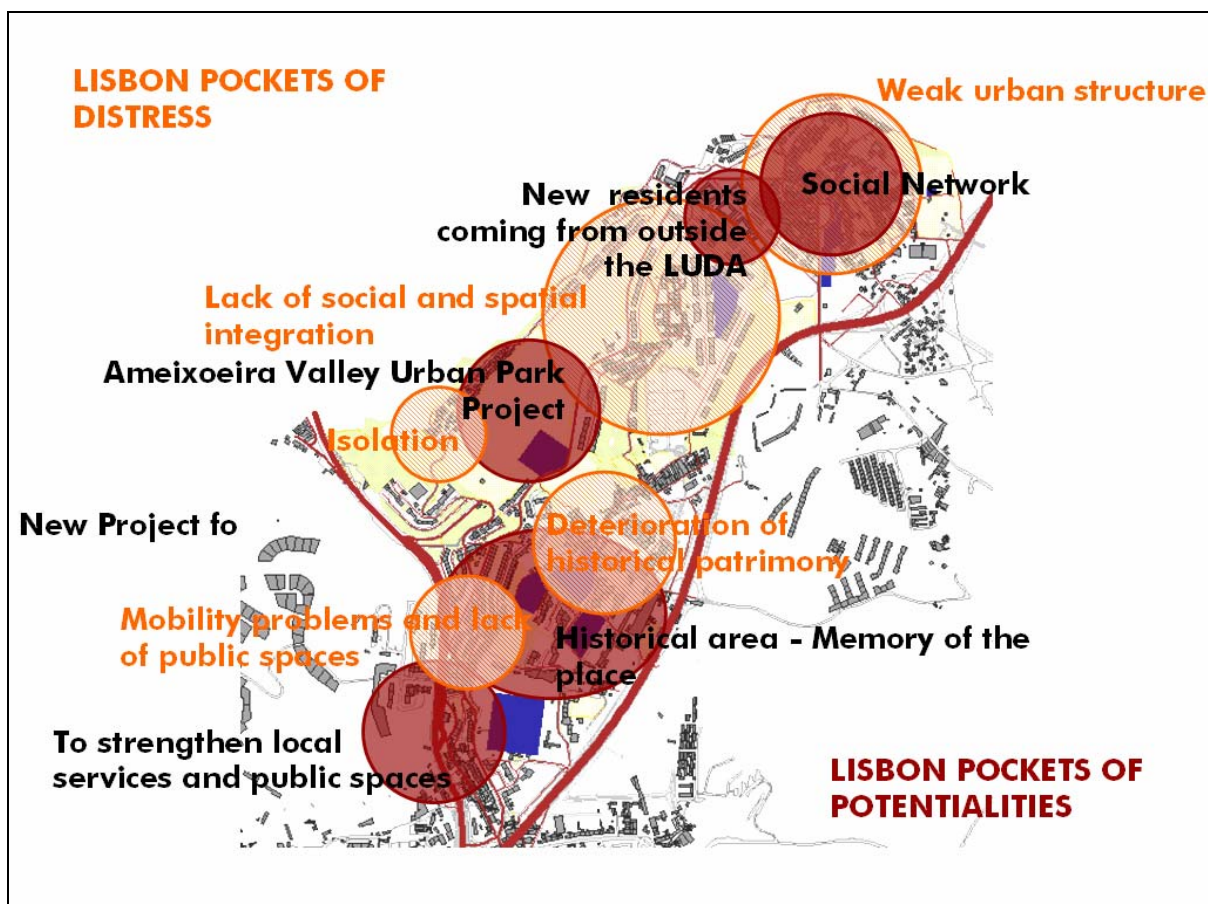 LISBON POCKETS OF
DISTRESS
Weak urban structure
Social Network
New residents
coming from outside
the LUDA
Lack of social and spatial
integration
Ameixoeira Valley Urban Park
Project
Isolation
New Project fo
Deterioration of
historical patrimony
Mobility problems and lack
of public spaces
Historical area - Memory of the
place
To strengthen local
services and public spaces
LISBON POCKETS OF
POTENTIALITIES